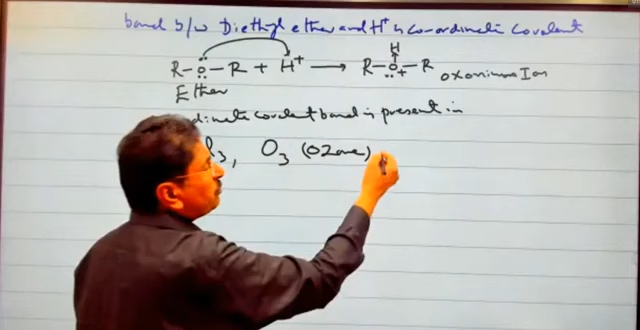 bond b/w Diethyl ether and H⁺ is co-ordinate covalent
R-Ö-R + H⁺ → R-O-R oxonium Ion
H
+
Ether
dinate covalent bond is present in
3, O₃ (Ozone)